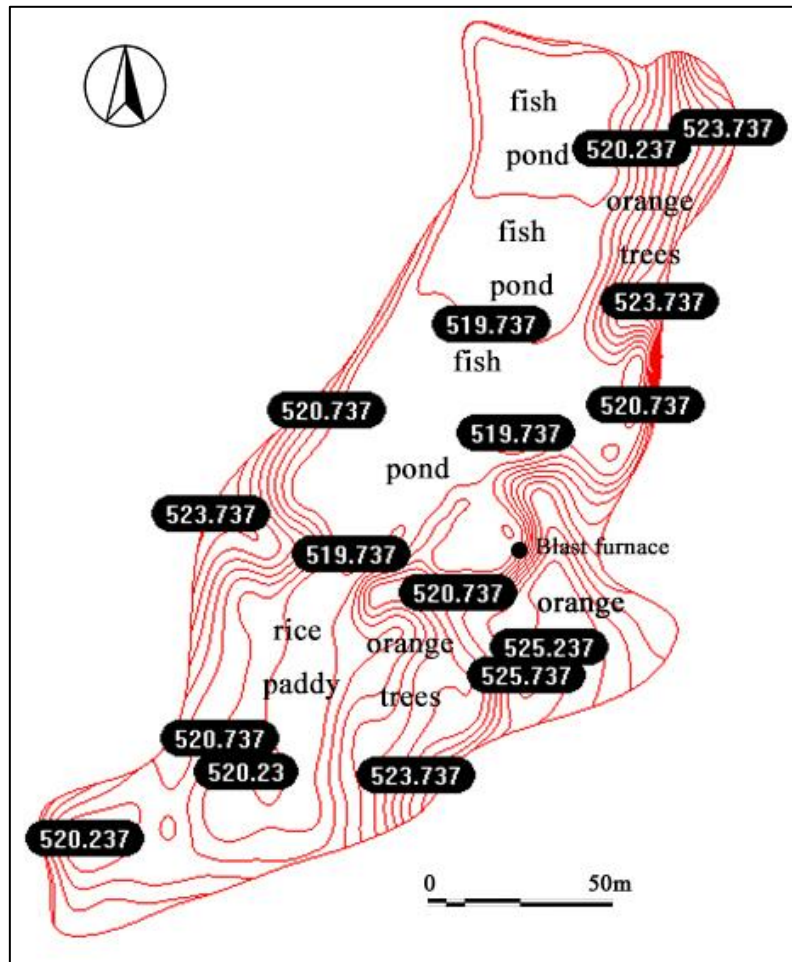 fish
523.737
pond
520.237
orange
fish
trees
pond
523.737
519.737
fish
520.737
520.737
519.737
pond
523.737
Blast furnace
519.737
520.737
orange
rice
orange
525.237
paddy
525.737
trees
520.737
520.23
523.737
520.237
0
50m